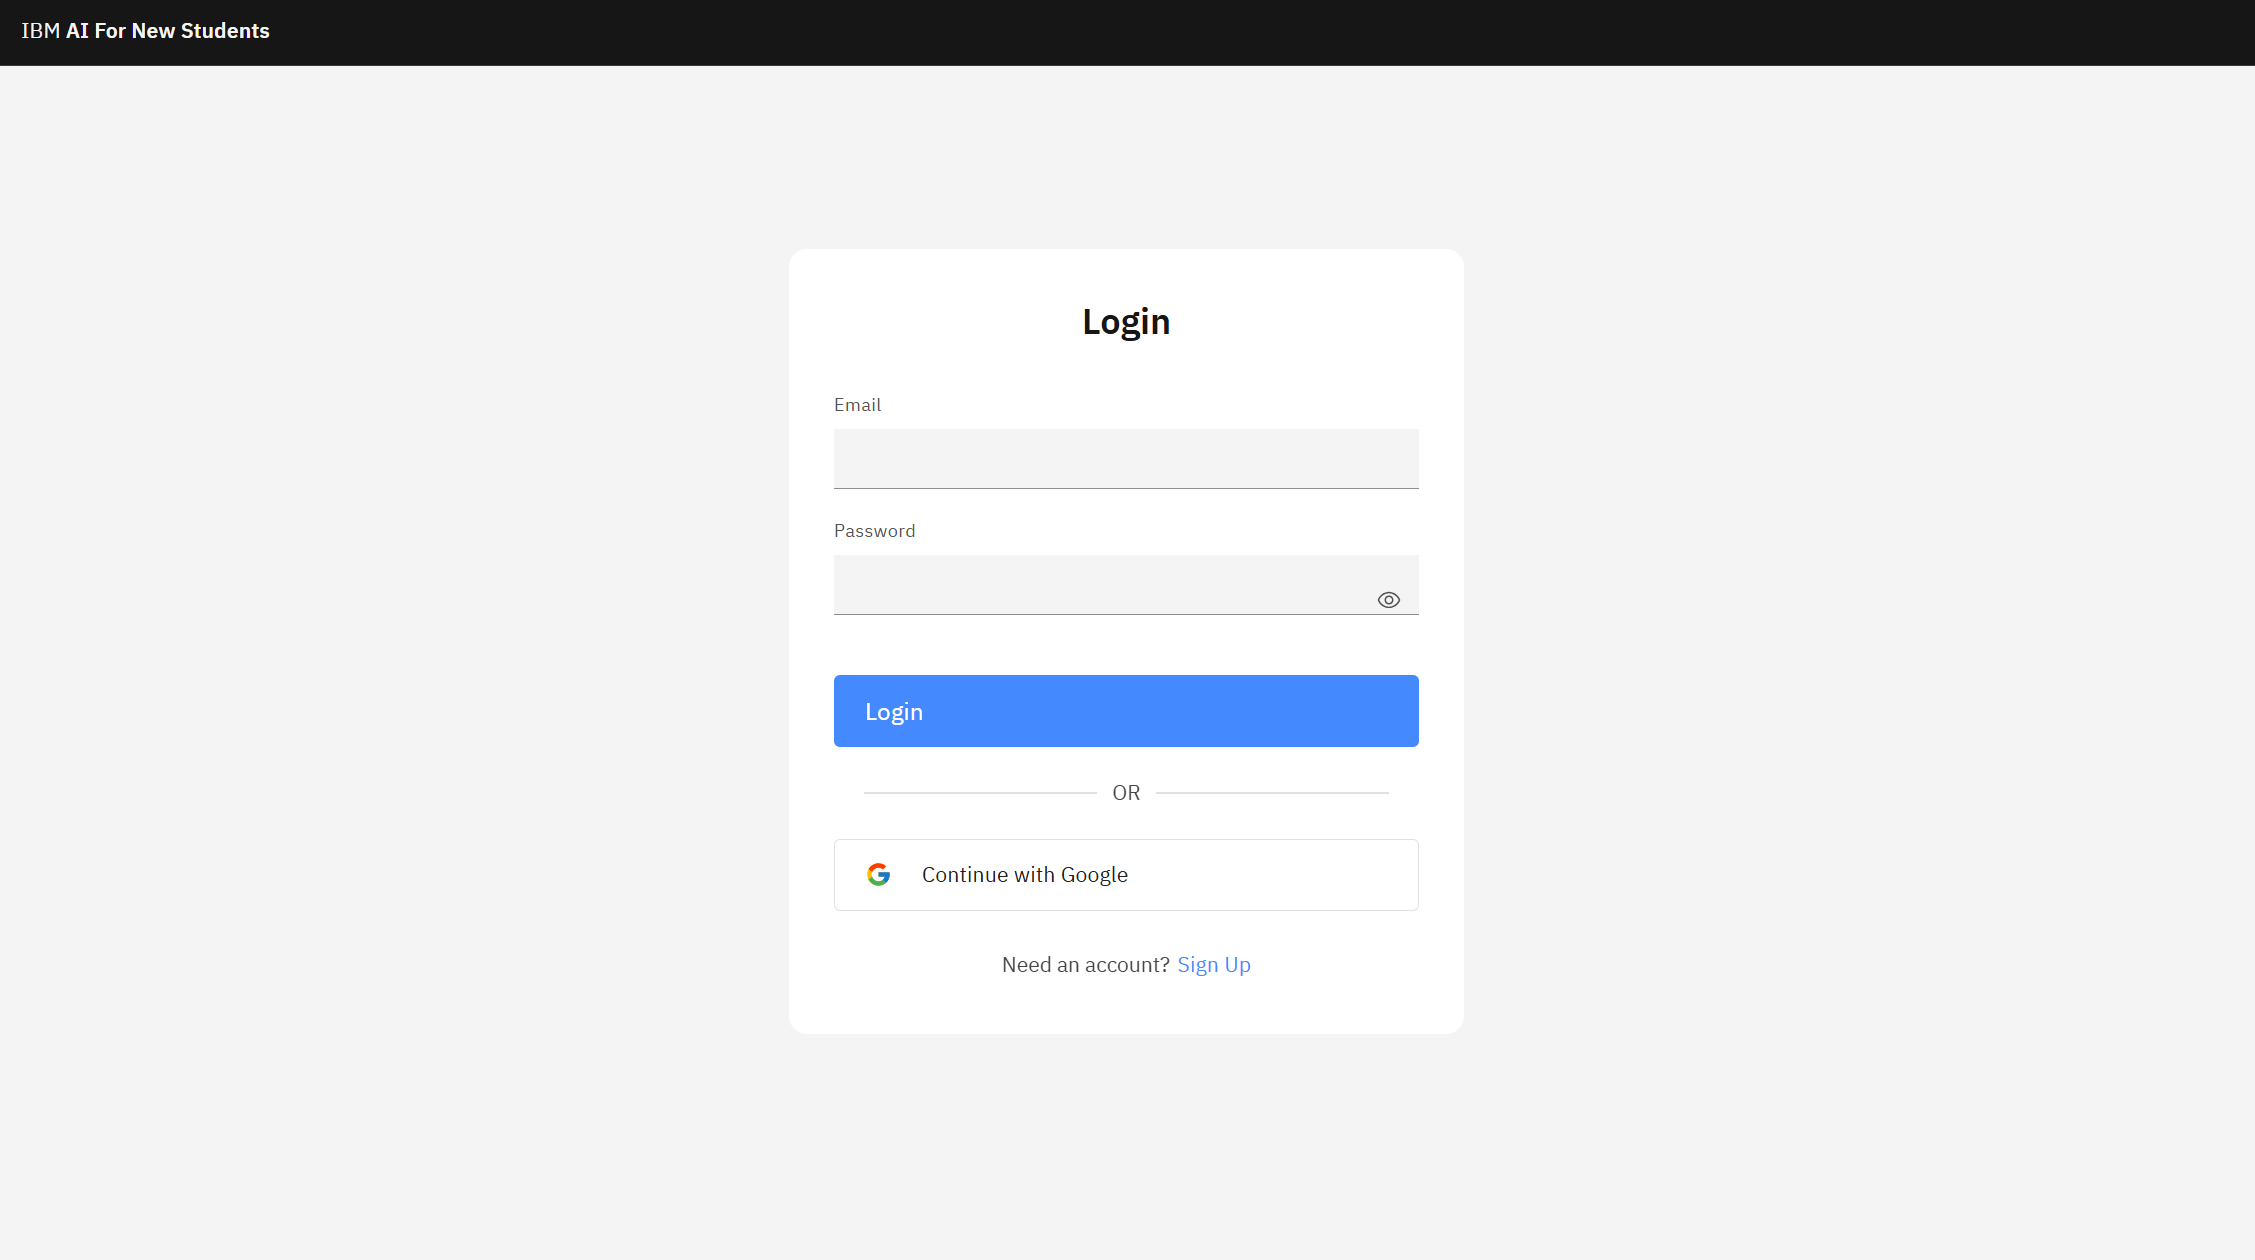 IBM AI For New Students
Login
Email
Password
Login
OR
Continue with Google
Need an account? Sign Up